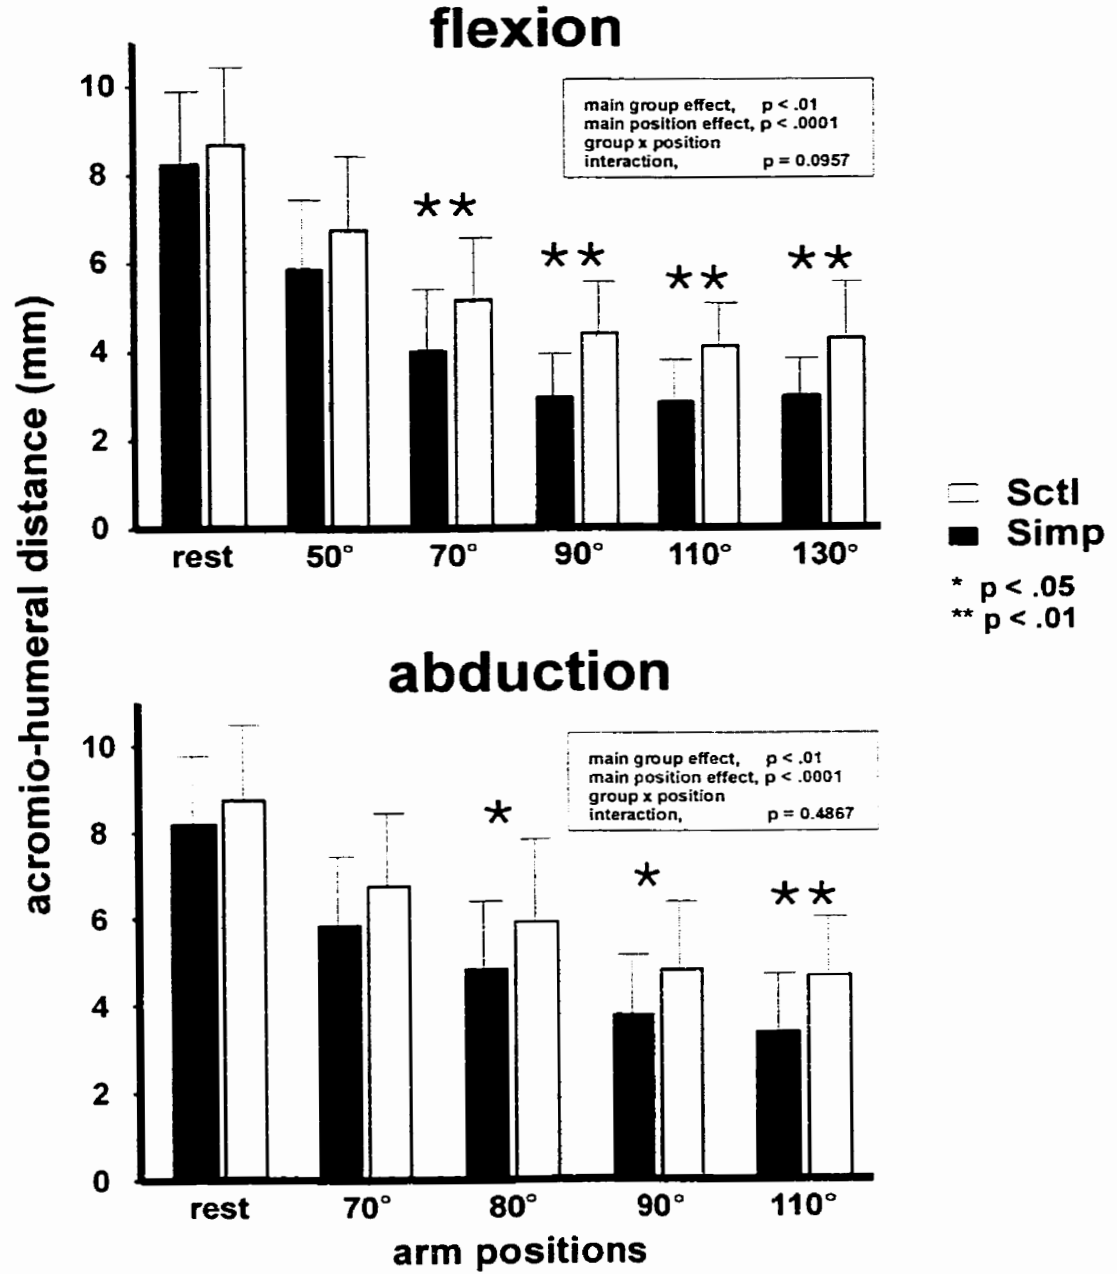 flexion
main group effect, p < .01
main position effect, p < .0001
group x position
interaction, p = 0.0957
10
8
6
4
2
0
** ** ** **
rest 50° 70° 90° 110° 130°
acromio-humeral distance (mm)
Sctl
Simp
* p < .05
** p < .01
abduction
main group effect, p < .01
main position effect, p < .0001
group x position
interaction, p = 0.4867
10
8
6
4
2
0
* * **
rest 70° 80° 90° 110°
arm positions